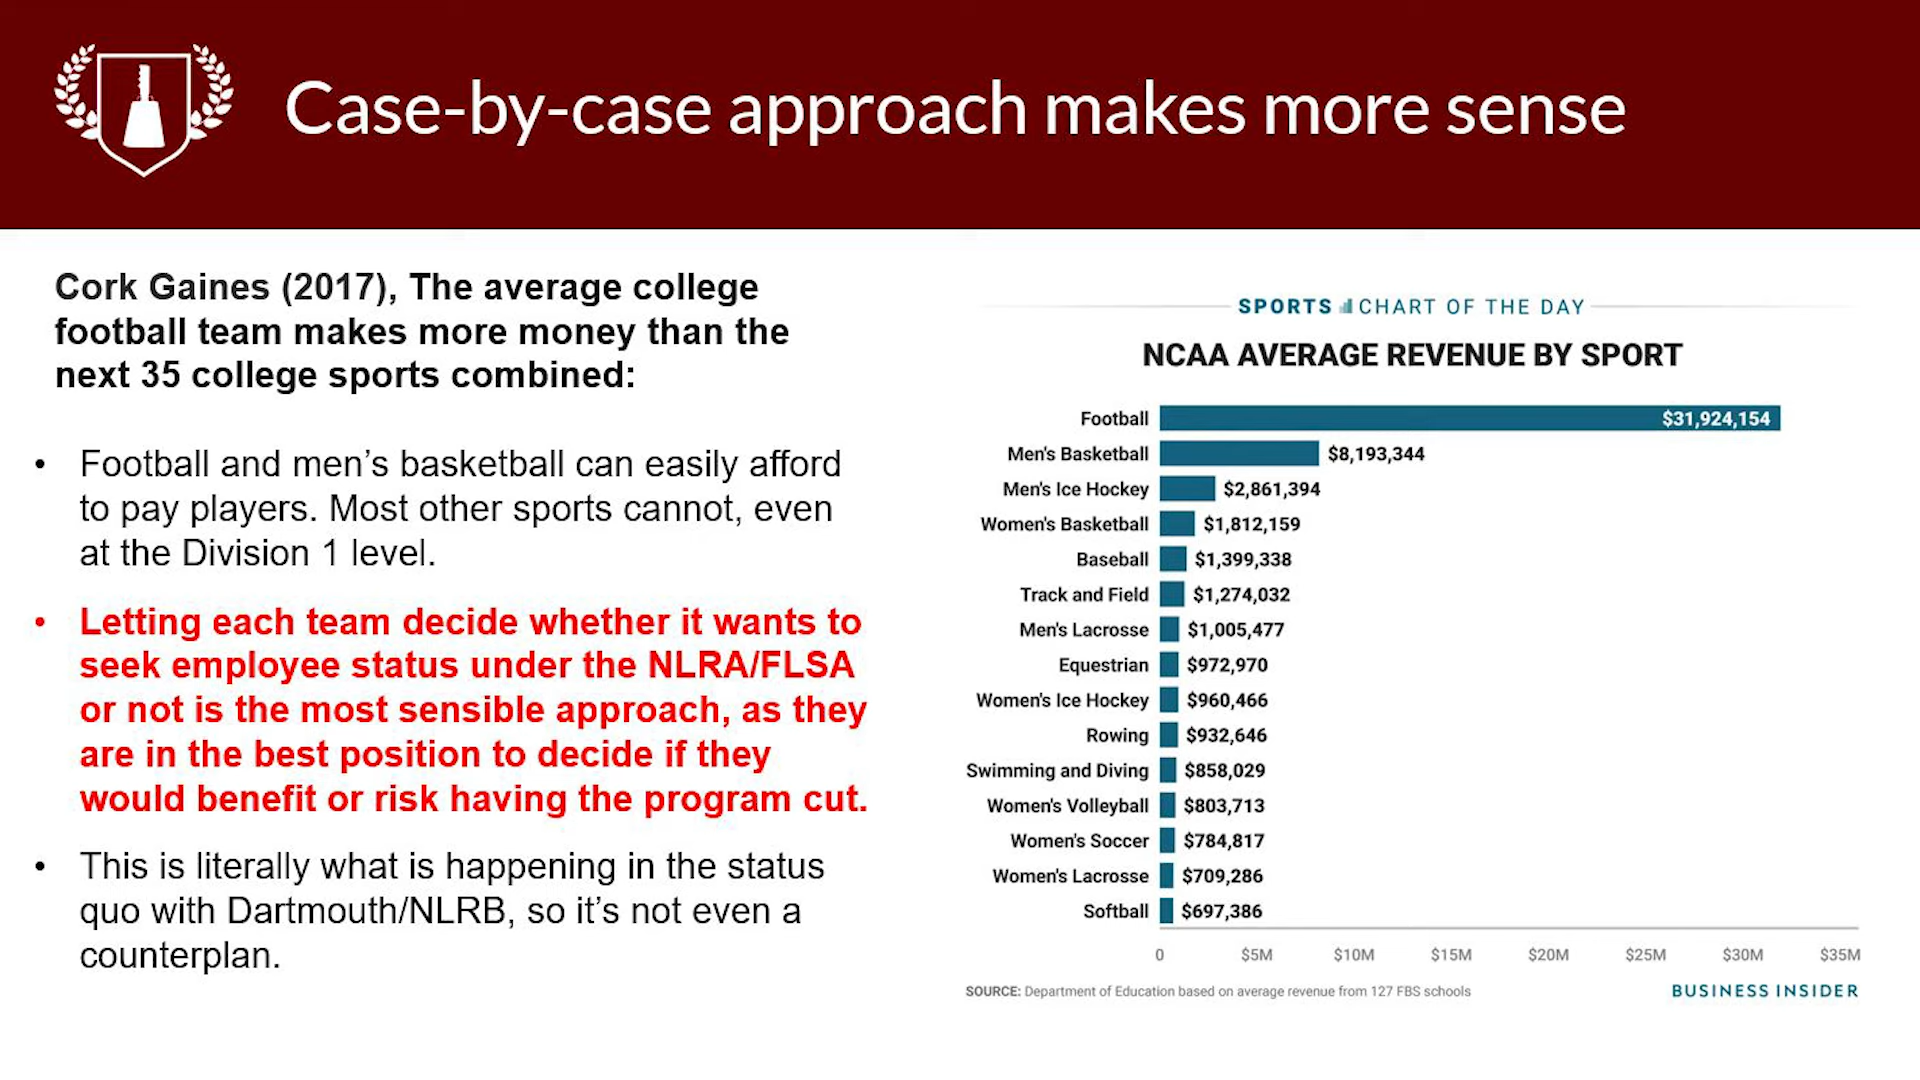 Case-by-case approach makes more sense
Cork Gaines (2017), The average college
football team makes more money than the
next 35 college sports combined:
• Football and men’s basketball can easily afford
to pay players. Most other sports cannot, even
at the Division 1 level.
• Letting each team decide whether it wants to
seek employee status under the NLRA/FLSA
or not is the most sensible approach, as they
are in the best position to decide if they
would benefit or risk having the program cut.
• This is literally what is happening in the status
quo with Dartmouth/NLRB, so it’s not even a
counterplan.
SPORTS CHART OF THE DAY
NCAA AVERAGE REVENUE BY SPORT
Football $31,924,154
Men's Basketball $8,193,344
Men's Ice Hockey $2,861,394
Women's Basketball $1,812,159
Baseball $1,399,338
Track and Field $1,274,032
Men's Lacrosse $1,005,477
Equestrian $972,970
Women's Ice Hockey $960,466
Rowing $932,646
Swimming and Diving $858,029
Women's Volleyball $803,713
Women's Soccer $784,817
Women's Lacrosse $709,286
Softball $697,386
0 $5M $10M $15M $20M $25M $30M $35M
SOURCE: Department of Education based on average revenue from 127 FBS schools
BUSINESS INSIDER